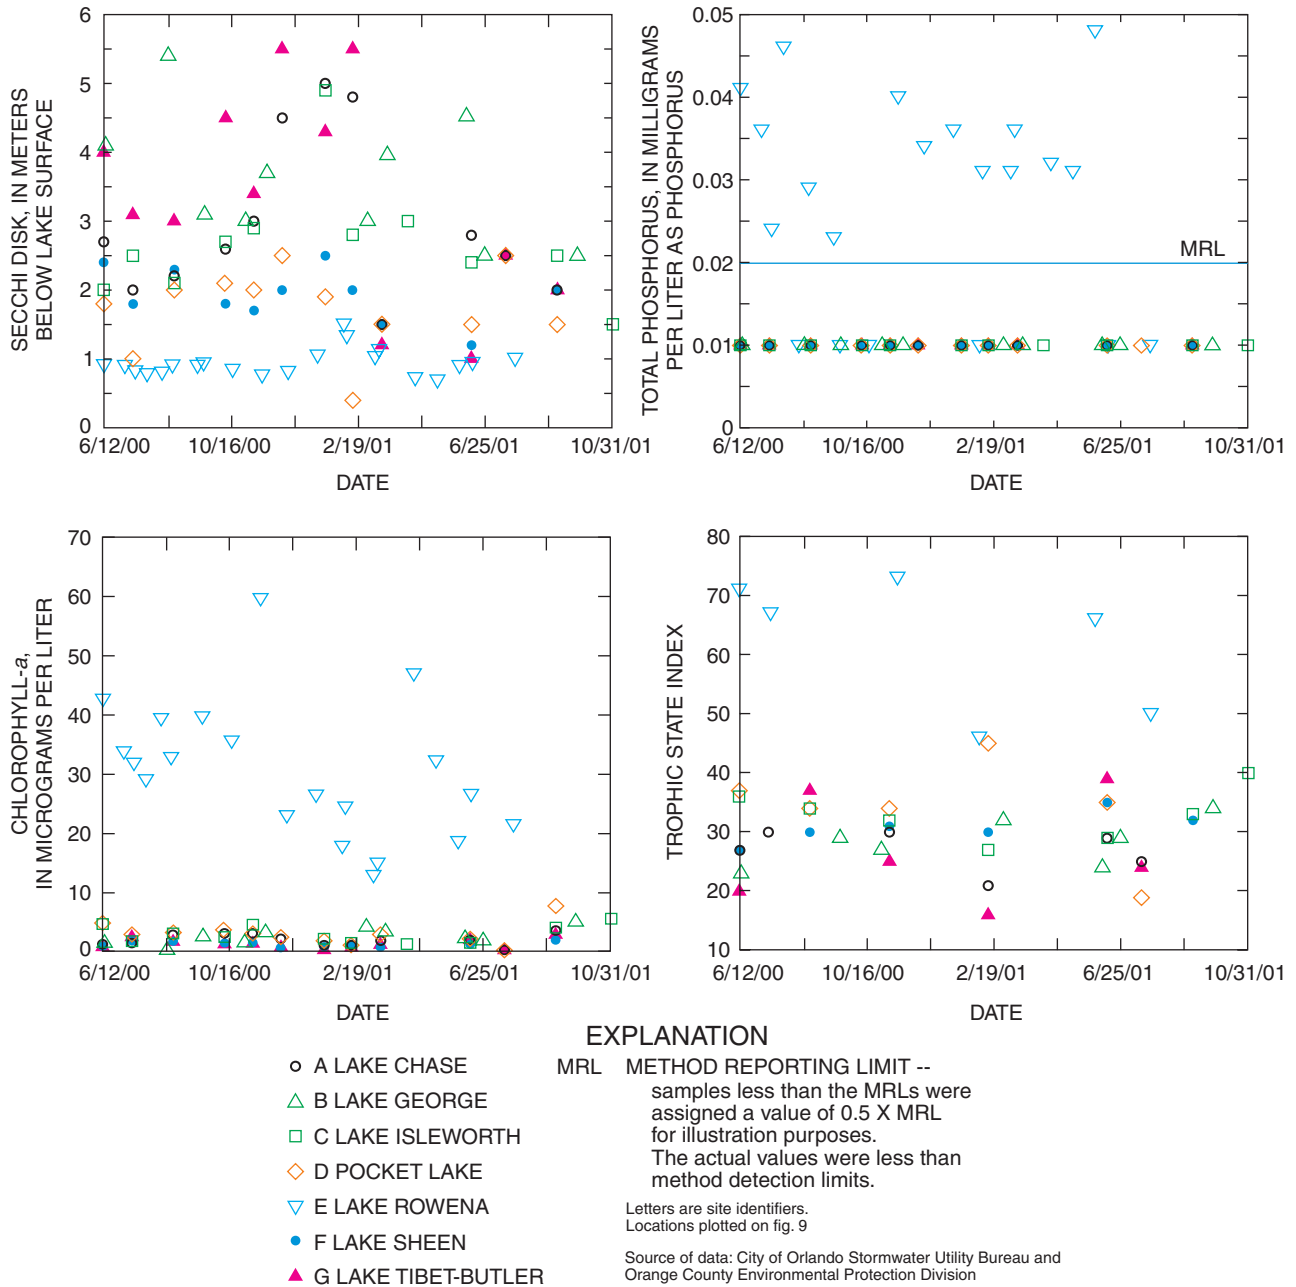 SECCHI DISK, IN METERS
BELOW LAKE SURFACE
6
5
4
3
2
1
0
6/12/00
10/16/00
2/19/01
6/25/01
10/31/01
DATE
TOTAL PHOSPHORUS, IN MILLIGRAMS
PER LITER AS PHOSPHORUS
0.05
0.04
0.03
0.02
0.01
0
MRL
6/12/00
10/16/00
2/19/01
6/25/01
10/31/01
DATE
CHLOROPHYLL-a,
IN MICROGRAMS PER LITER
70
60
50
40
30
20
10
0
6/12/00
10/16/00
2/19/01
6/25/01
10/31/01
DATE
TROPHIC STATE INDEX
80
70
60
50
40
30
20
10
6/12/00
10/16/00
2/19/01
6/25/01
10/31/01
DATE
EXPLANATION
A LAKE CHASE
B LAKE GEORGE
C LAKE ISLEWORTH
D POCKET LAKE
E LAKE ROWENA
F LAKE SHEEN
G LAKE TIBET-BUTLER
MRL METHOD REPORTING LIMIT --
samples less than the MRLs were
assigned a value of 0.5 X MRL
for illustration purposes.
The actual values were less than
method detection limits.
Letters are site identifiers.
Locations plotted on fig. 9
Source of data: City of Orlando Stormwater Utility Bureau and
Orange County Environmental Protection Division